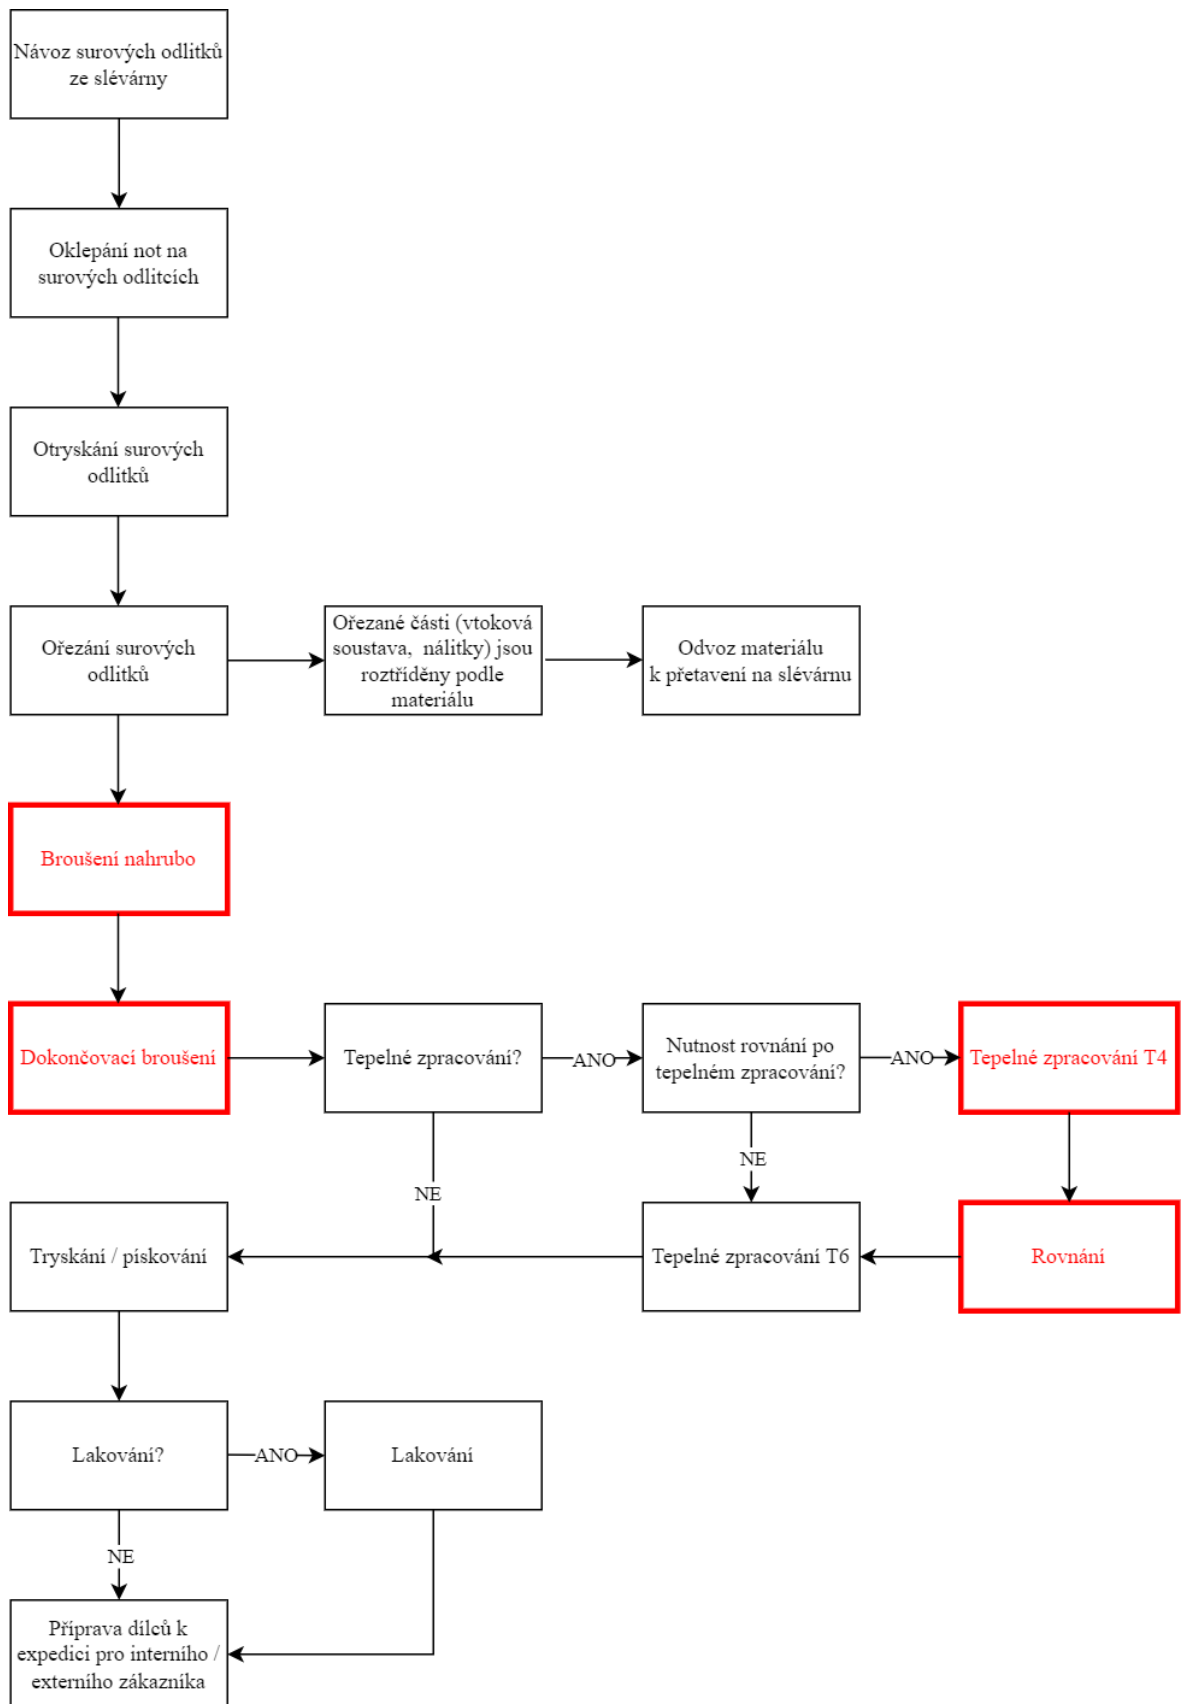 Návoz surových odlitků
ze slévárny
Oklepání not na
surových odlitcích
Otryskání surových
odlitků
Ořezání surových
odlitků
Ořezané části (vtoková
soustava, nálitky) jsou
roztříděny podle
materiálu
Odvoz materiálu
k přetavení na slévárnu
Broušení nahrubo
Dokončovací broušení
Tepelné zpracování?
ANO
Nutnost rovnání po
tepelném zpracování?
ANO
Tepelné zpracování T4
NE
NE
Tryskání / pískování
Tepelné zpracování T6
Rovnání
Lakování?
ANO
Lakování
NE
Příprava dílců k
expedici pro interního /
externího zákazníka